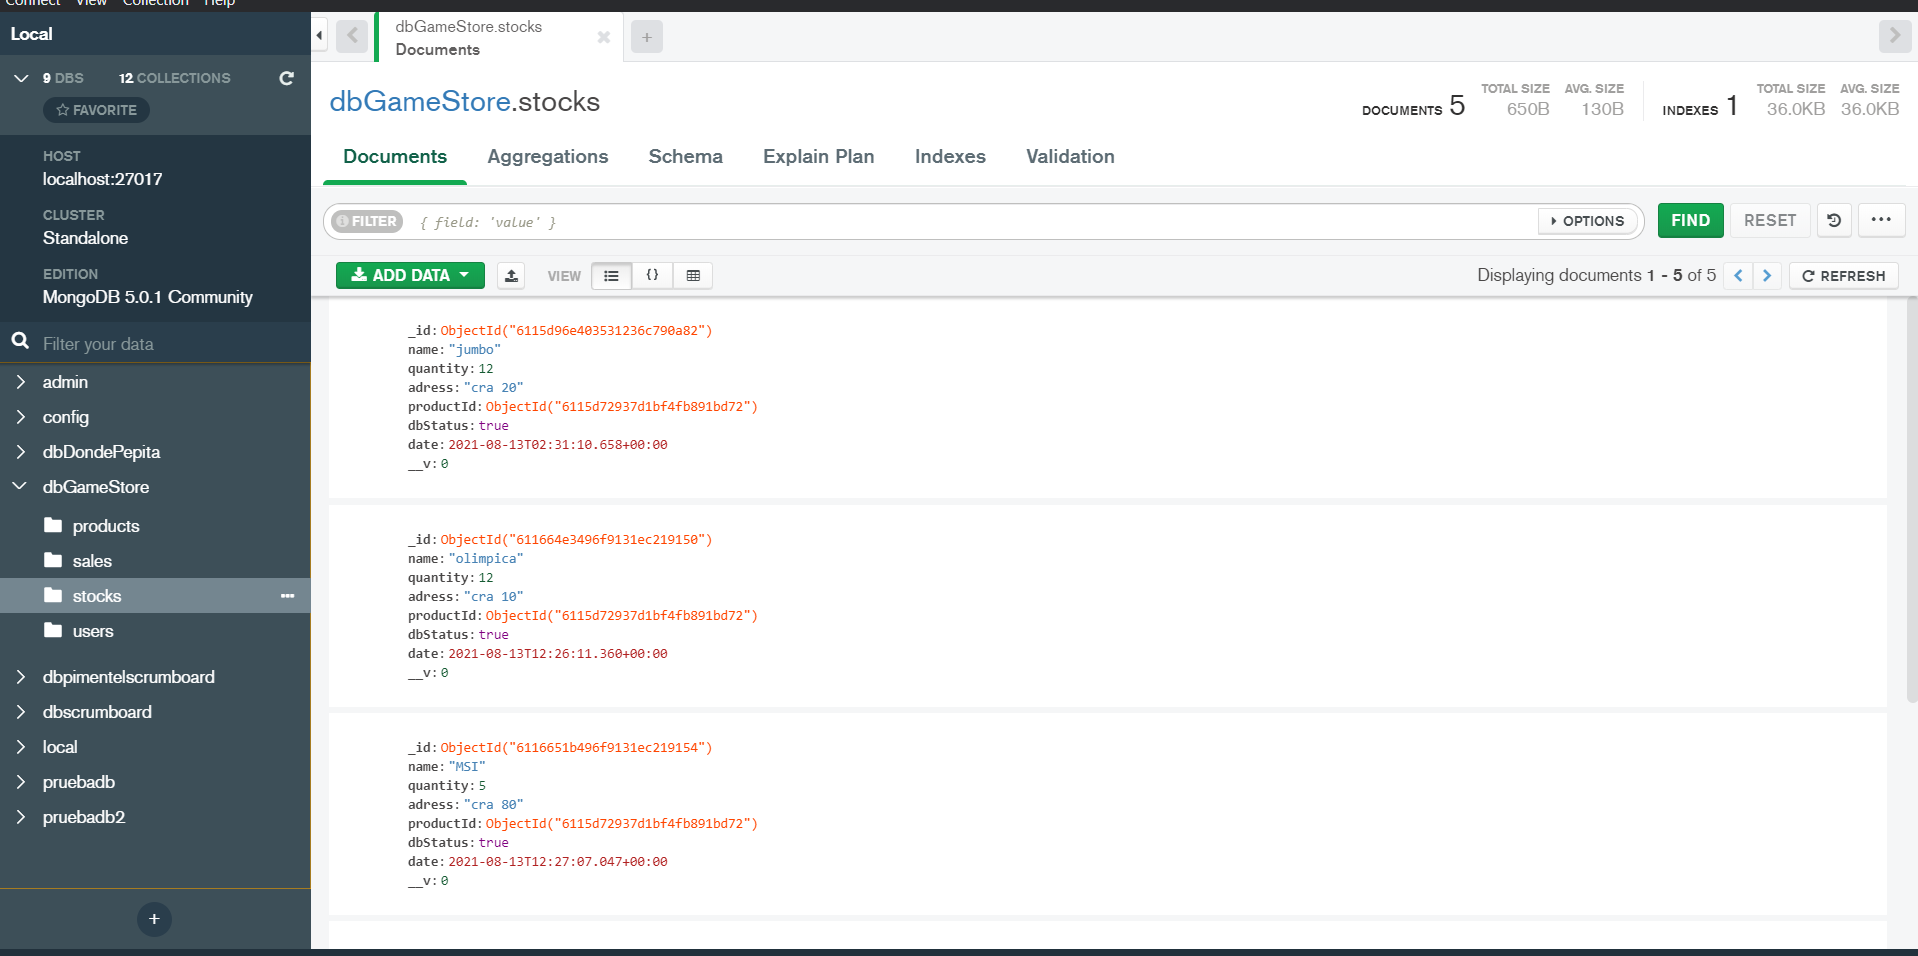 Connect View Collection Help
Local
9 DBS 12 COLLECTIONS
FAVORITE
HOST
localhost:27017
CLUSTER
Standalone
EDITION
MongoDB 5.0.1 Community
Filter your data
admin
config
dbDondePepita
dbGameStore
products
sales
stocks
users
dbpimentelscrumboard
dbscrumboard
local
pruebadb
pruebadb2
+
dbGameStore.stocks
Documents
+
dbGameStore.stocks
DOCUMENTS 5
TOTAL SIZE
650B
AVG. SIZE
130B
INDEXES 1
TOTAL SIZE
36.0KB
AVG. SIZE
36.0KB
Documents Aggregations Schema Explain Plan Indexes Validation
FILTER { field: 'value' } OPTIONS FIND RESET ...
ADD DATA VIEW {} Displaying documents 1 - 5 of 5 < > REFRESH
_id: ObjectId("6115d96e403531236c790a82")
name: "jumbo"
quantity: 12
adress: "cra 20"
productId: ObjectId("6115d72937d1bf4fb891bd72")
dbStatus: true
date: 2021-08-13T02:31:10.658+00:00
__v: 0
_id: ObjectId("611664e3496f9131ec219150")
name: "olimpica"
quantity: 12
adress: "cra 10"
productId: ObjectId("6115d72937d1bf4fb891bd72")
dbStatus: true
date: 2021-08-13T12:26:11.360+00:00
__v: 0
_id: ObjectId("6116651b496f9131ec219154")
name: "MSI"
quantity: 5
adress: "cra 80"
productId: ObjectId("6115d72937d1bf4fb891bd72")
dbStatus: true
date: 2021-08-13T12:27:07.047+00:00
__v: 0